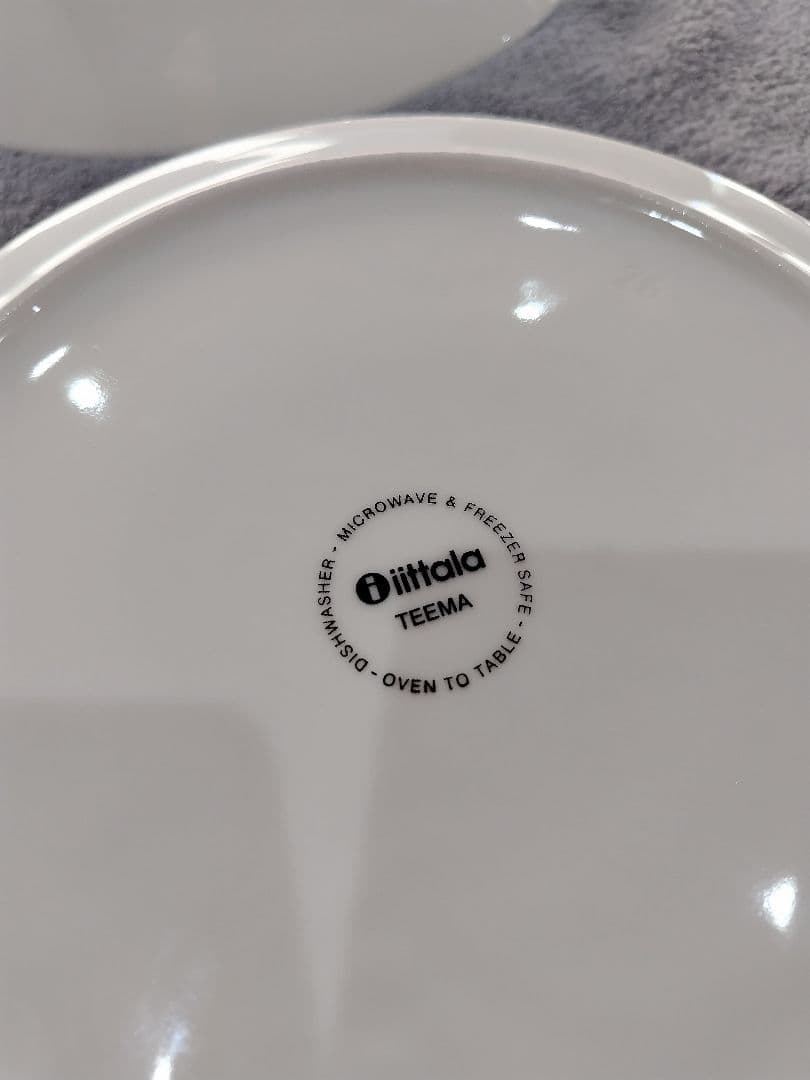 DISHWASHER - MICROWAVE & FREEZER SAFE - OVEN TO TABLE -
iittala
TEEMA